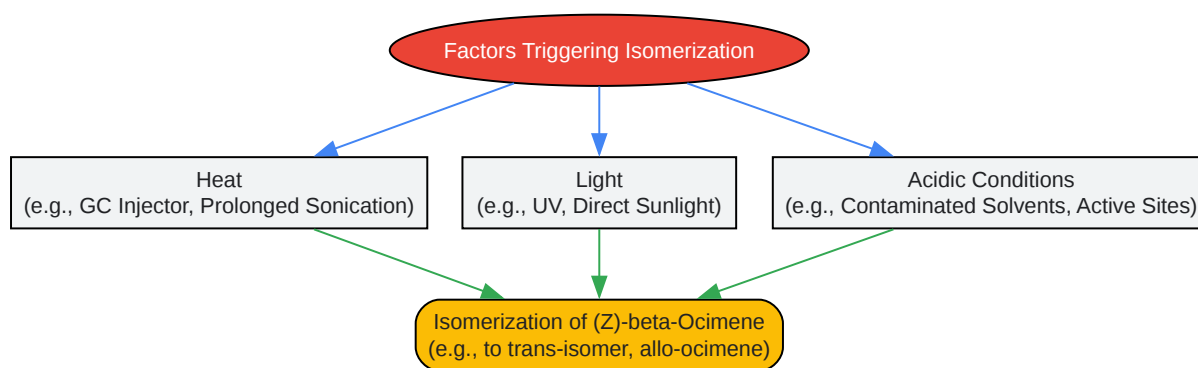 Factors Triggering Isomerization
Heat
(e.g., GC Injector, Prolonged Sonication)
Light
(e.g., UV, Direct Sunlight)
Acidic Conditions
(e.g., Contaminated Solvents, Active Sites)
Isomerization of (Z)-beta-Ocimene
(e.g., to trans-isomer, allo-ocimene)